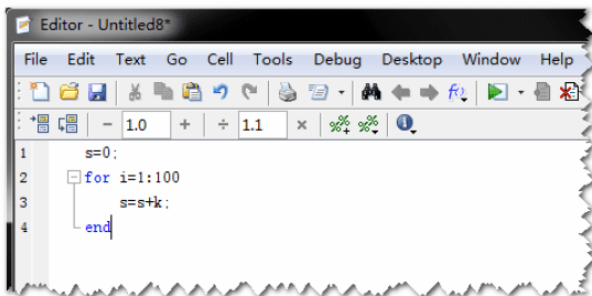 Editor - Untitled8*
File Edit Text Go Cell Tools Debug Desktop Window Help
− 1.0 + ÷ 1.1 ×
1 s=0;
2 for i=1:100
3 s=s+k;
4 end